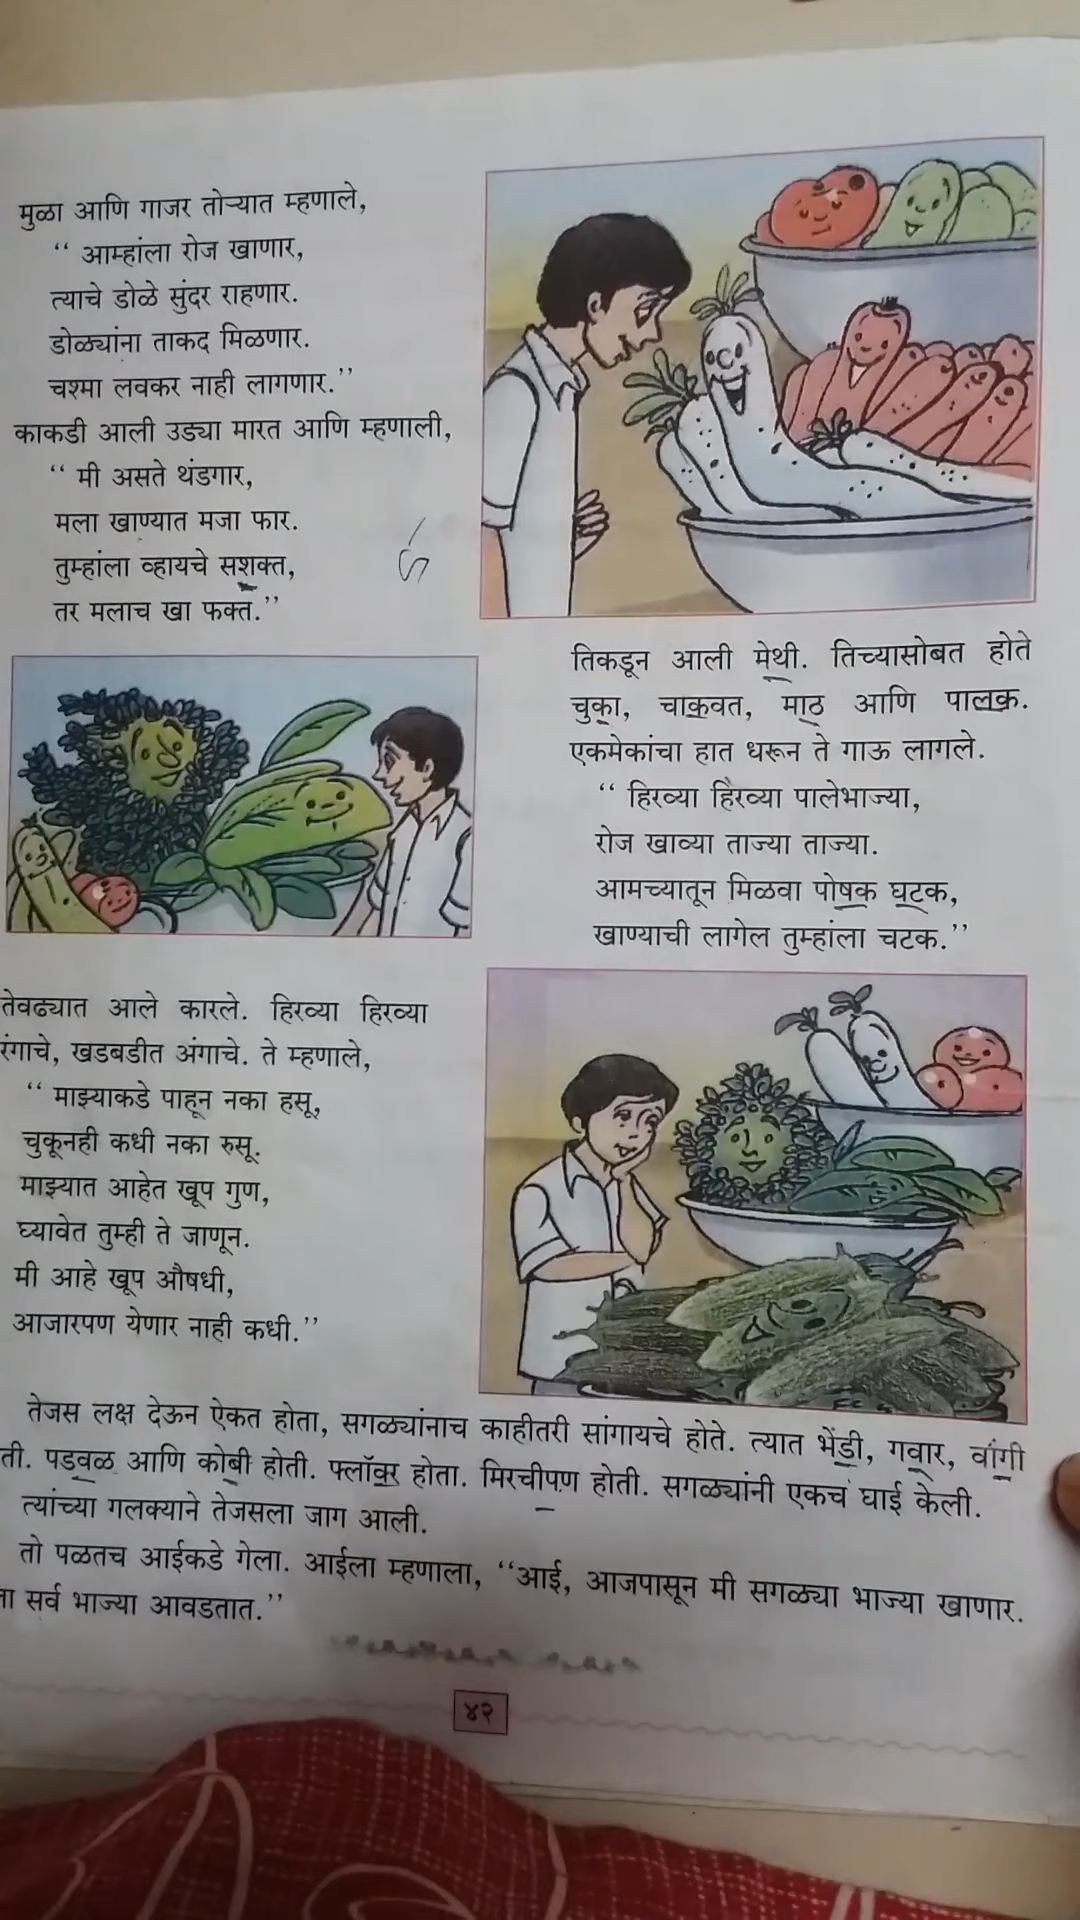 मुळा आणि गाजर तोऱ्यात म्हणाले,
“ आम्हांला रोज खाणार,
त्याचे डोळे सुंदर राहणार.
डोळ्यांना ताकद मिळणार.
चश्मा लवकर नाही लागणार.”
काकडी आली उड्या मारत आणि म्हणाली,
“ मी असते थंडगार,
मला खाण्यात मजा फार.
तुम्हांला व्हायचे सशक्त,
तर मलाच खा फक्त.”
तिकडून आली मेथी. तिच्यासोबत होते
चुका, चाकवत, माठ आणि पालक.
एकमेकांचा हात धरून ते गाऊ लागले.
“ हिरव्या हिरव्या पालेभाज्या,
रोज खाव्या ताज्या ताज्या.
आमच्यातून मिळवा पोषक घटक,
खाण्याची लागेल तुम्हांला चटक.”
तेवढ्यात आले कारले. हिरव्या हिरव्या
रंगाचे, खडबडीत अंगाचे. ते म्हणाले,
“ माझ्याकडे पाहून नका हसू,
चुकूनही कधी नका रुसू.
माझ्यात आहेत खूप गुण,
घ्यावेत तुम्ही ते जाणून.
मी आहे खूप औषधी,
आजारपण येणार नाही कधी.”
तेजस लक्ष देऊन ऐकत होता, सगळ्यांनाच काहीतरी सांगायचे होते. त्यात भेंडी, गवार, वांगी
ती. पडवळ आणि कोबी होती. फ्लॉवर होता. मिरचीपण होती. सगळ्यांनी एकच घाई केली.
त्यांच्या गलक्याने तेजसला जाग आली.
तो पळतच आईकडे गेला. आईला म्हणाला, “आई, आजपासून मी सगळ्या भाज्या खाणार.
सर्व भाज्या आवडतात.”
४२